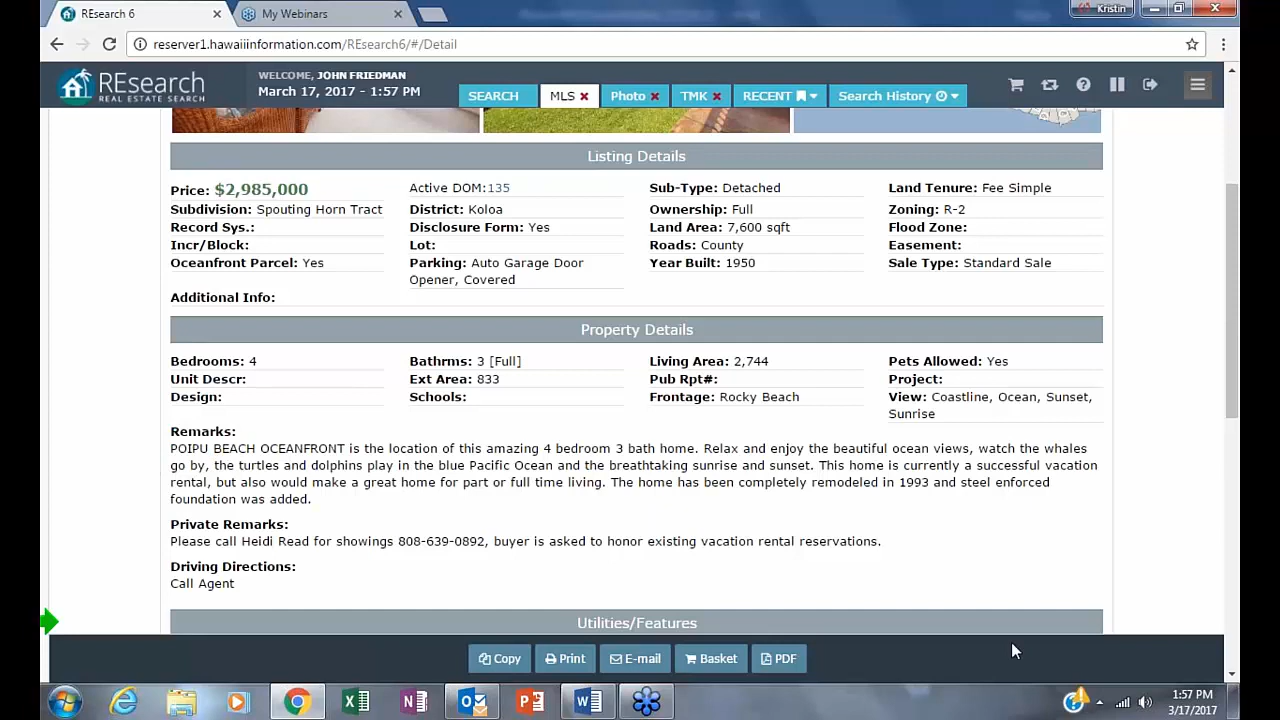 REsearch 6
My Webinars
Kristin
reserver1.hawaiiinformation.com/REsearch6/#/Detail
REsearch
REAL ESTATE SEARCH
WELCOME, JOHN FRIEDMAN
March 17, 2017 - 1:57 PM
SEARCH MLS Photo TMK RECENT Search History
Listing Details
Price: $2,985,000 Active DOM:135 Sub-Type: Detached Land Tenure: Fee Simple
Subdivision: Spouting Horn Tract District: Koloa Ownership: Full Zoning: R-2
Record Sys.: Disclosure Form: Yes Land Area: 7,600 sqft Flood Zone:
Incr/Block: Lot: Roads: County Easement:
Oceanfront Parcel: Yes Parking: Auto Garage Door Year Built: 1950 Sale Type: Standard Sale
Opener, Covered
Additional Info:
Property Details
Bedrooms: 4 Bathrms: 3 [Full] Living Area: 2,744 Pets Allowed: Yes
Unit Descr: Ext Area: 833 Pub Rpt#: Project:
Design: Schools: Frontage: Rocky Beach View: Coastline, Ocean, Sunset,
Sunrise
Remarks:
POIPU BEACH OCEANFRONT is the location of this amazing 4 bedroom 3 bath home. Relax and enjoy the beautiful ocean views, watch the whales
go by, the turtles and dolphins play in the blue Pacific Ocean and the breathtaking sunrise and sunset. This home is currently a successful vacation
rental, but also would make a great home for part or full time living. The home has been completely remodeled in 1993 and steel enforced
foundation was added.
Private Remarks:
Please call Heidi Read for showings 808-639-0892, buyer is asked to honor existing vacation rental reservations.
Driving Directions:
Call Agent
Utilities/Features
Copy Print E-mail Basket PDF
1:57 PM
3/17/2017